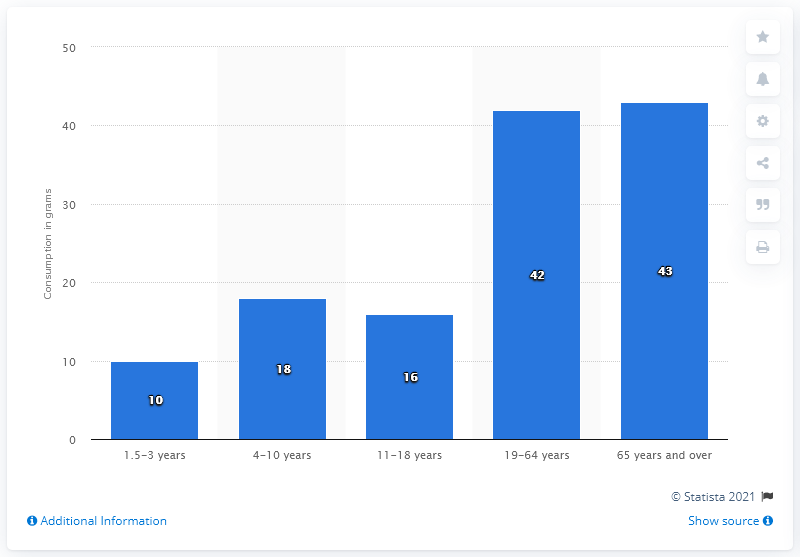 50
40
30
20
10
0
Consumption in grams
10
18
16
42
43
1.5-3 years
4-10 years
11-18 years
19-64 years
65 years and over
© Statista 2021
Additional Information
Show source